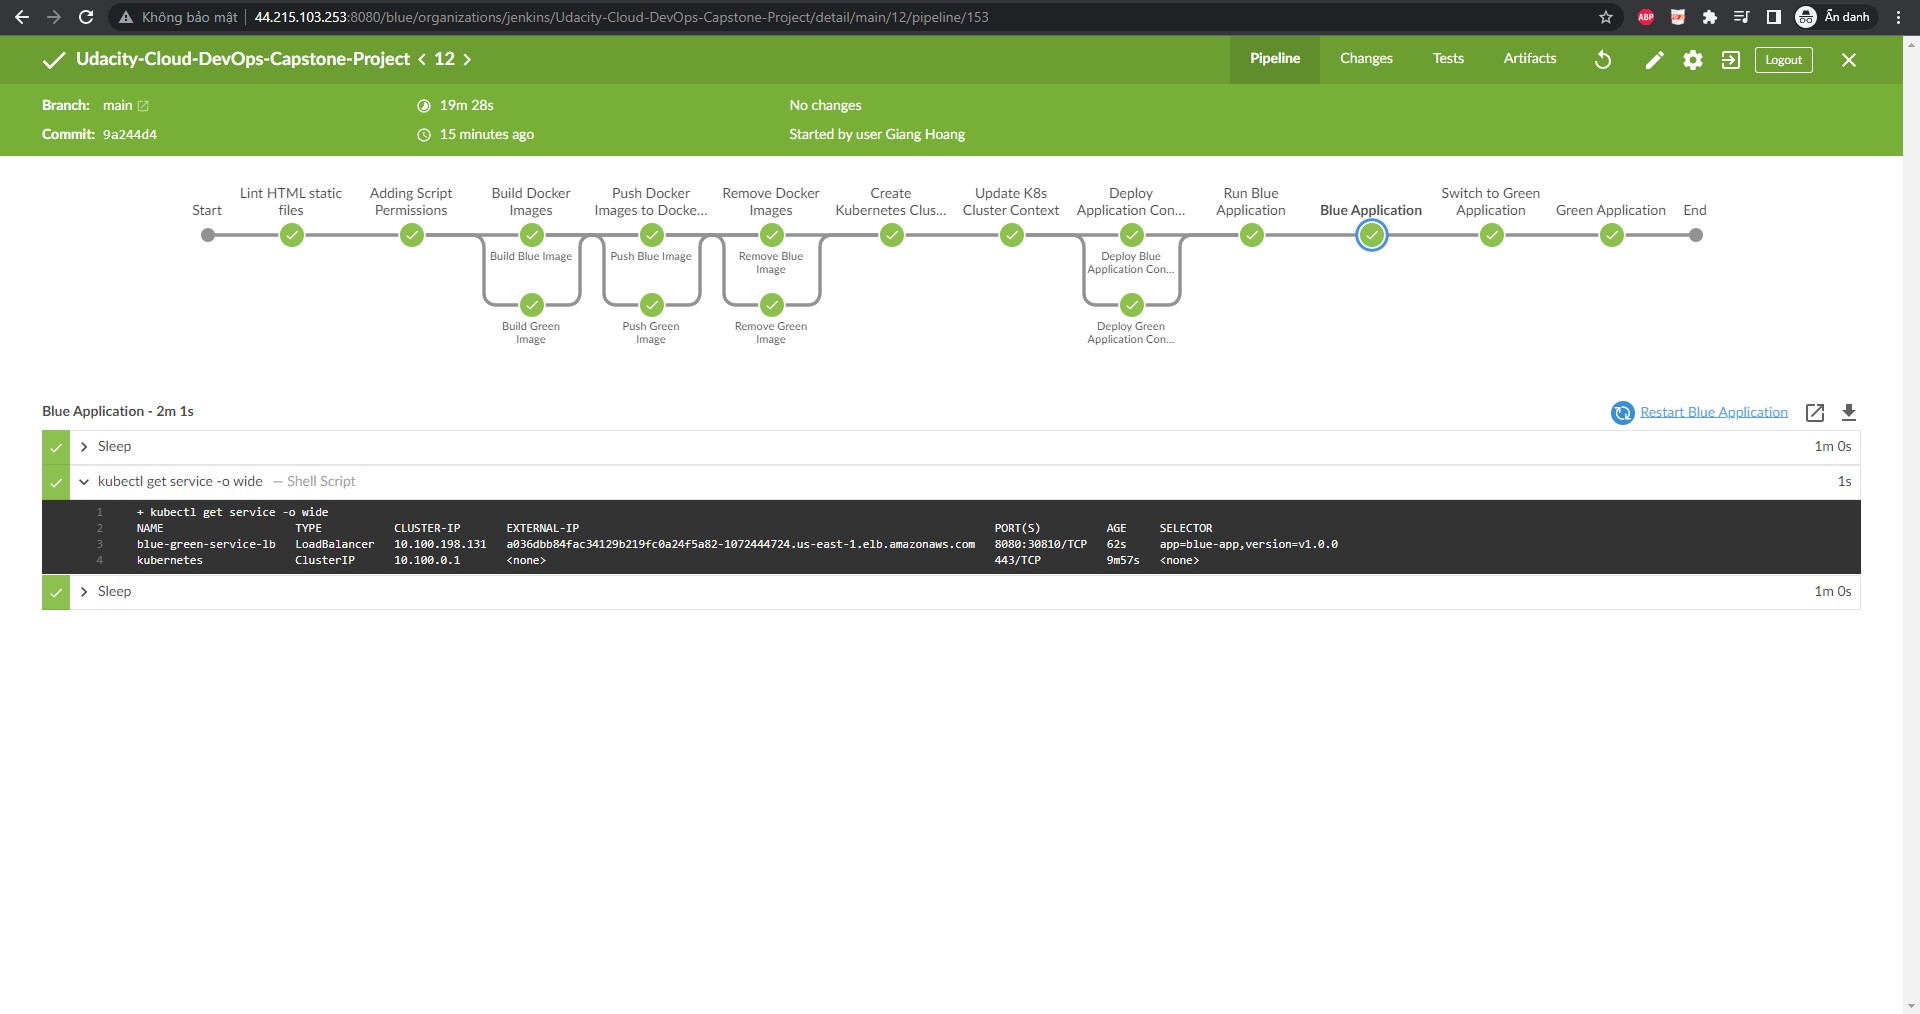 Không bảo mật | 44.215.103.253:8080/blue/organizations/jenkins/Udacity-Cloud-DevOps-Capstone-Project/detail/main/12/pipeline/153
ABP
Ẩn danh
Udacity-Cloud-DevOps-Capstone-Project < 12 >
Pipeline Changes Tests Artifacts Logout
Branch: main 19m 28s No changes
Commit: 9a244d4 15 minutes ago Started by user Giang Hoang
Start
Lint HTML static
files
Adding Script
Permissions
Build Docker
Images
Push Docker
Images to Docke...
Remove Docker
Images
Create
Kubernetes Clus...
Update K8s
Cluster Context
Deploy
Application Con...
Run Blue
Application
Blue Application
Switch to Green
Application
Green Application
End
Build Blue Image
Push Blue Image
Remove Blue
Image
Deploy Blue
Application Con...
Build Green
Image
Push Green
Image
Remove Green
Image
Deploy Green
Application Con...
Blue Application - 2m 1s
Restart Blue Application
Sleep 1m 0s
kubectl get service -o wide — Shell Script 1s
1 + kubectl get service -o wide
2 NAME TYPE CLUSTER-IP EXTERNAL-IP PORT(S) AGE SELECTOR
3 blue-green-service-lb LoadBalancer 10.100.198.131 a036dbb84fac34129b219fc0a24f5a82-1072444724.us-east-1.elb.amazonaws.com 8080:30810/TCP 62s app=blue-app,version=v1.0.0
4 kubernetes ClusterIP 10.100.0.1 <none> 443/TCP 9m57s <none>
Sleep 1m 0s